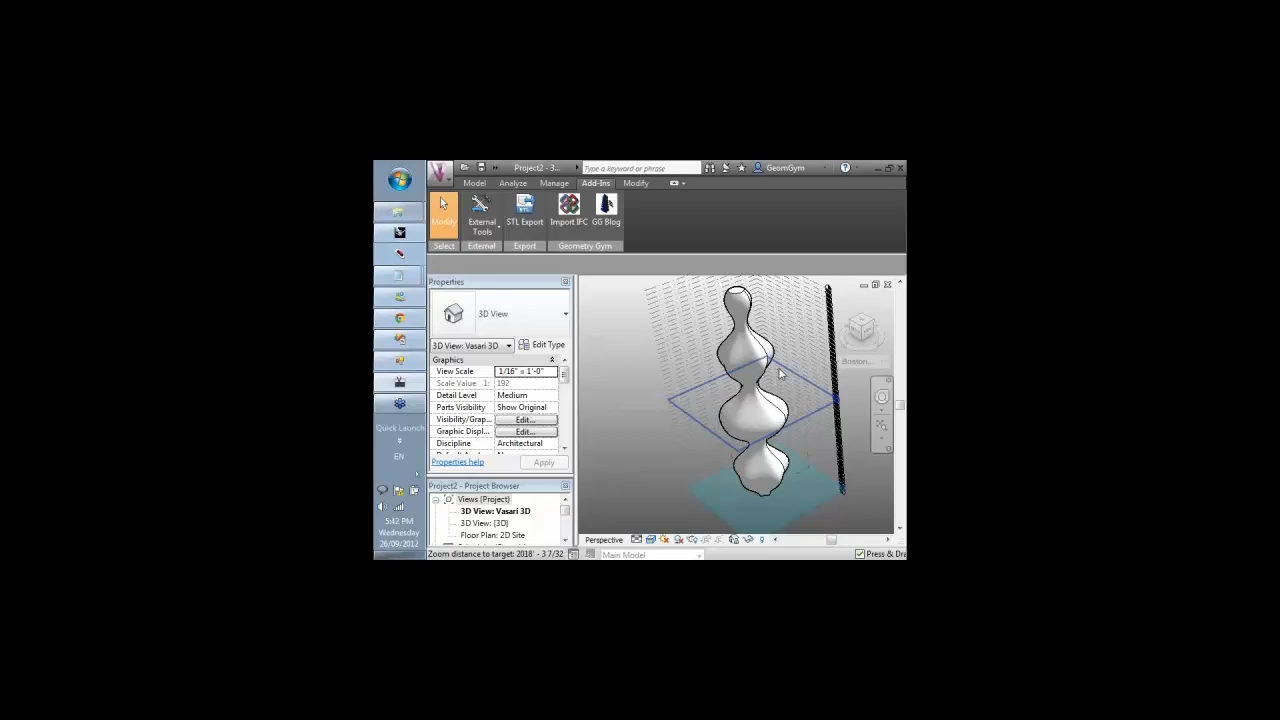 Project2 - 3...
Type a keyword or phrase
GeomGym
Model Analyze Manage Add-Ins Modify
Modify
External Tools
STL Export
Import IFC
GG Blog
Select External Export Geometry Gym
Properties
3D View
3D View: Vasari 3D
Edit Type
Graphics
View Scale 1/16" = 1'-0"
Scale Value 1: 192
Detail Level Medium
Parts Visibility Show Original
Visibility/Grap... Edit...
Graphic Displ... Edit...
Discipline Architectural
Properties help
Apply
Project2 - Project Browser
Views (Project)
3D View: Vasari 3D
3D View: {3D}
Floor Plan: 2D Site
Perspective
Zoom distance to target: 2018' - 3 7/32
Main Model
Press & Dra
Boston,...
Quick Launch
EN
5:42 PM
Wednesday
26/09/2012